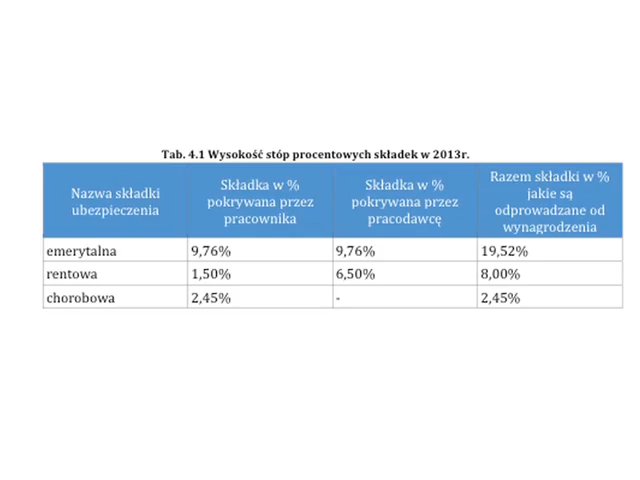 Tab. 4.1 Wysokość stóp procentowych składek w 2013r.
Nazwa składki
ubezpieczenia
Składka w %
pokrywana przez
pracownika
Składka w %
pokrywana przez
pracodawcę
Razem składki w %
jakie są
odprowadzane od
wynagrodzenia
emerytalna 9,76% 9,76% 19,52%
rentowa 1,50% 6,50% 8,00%
chorobowa 2,45% - 2,45%